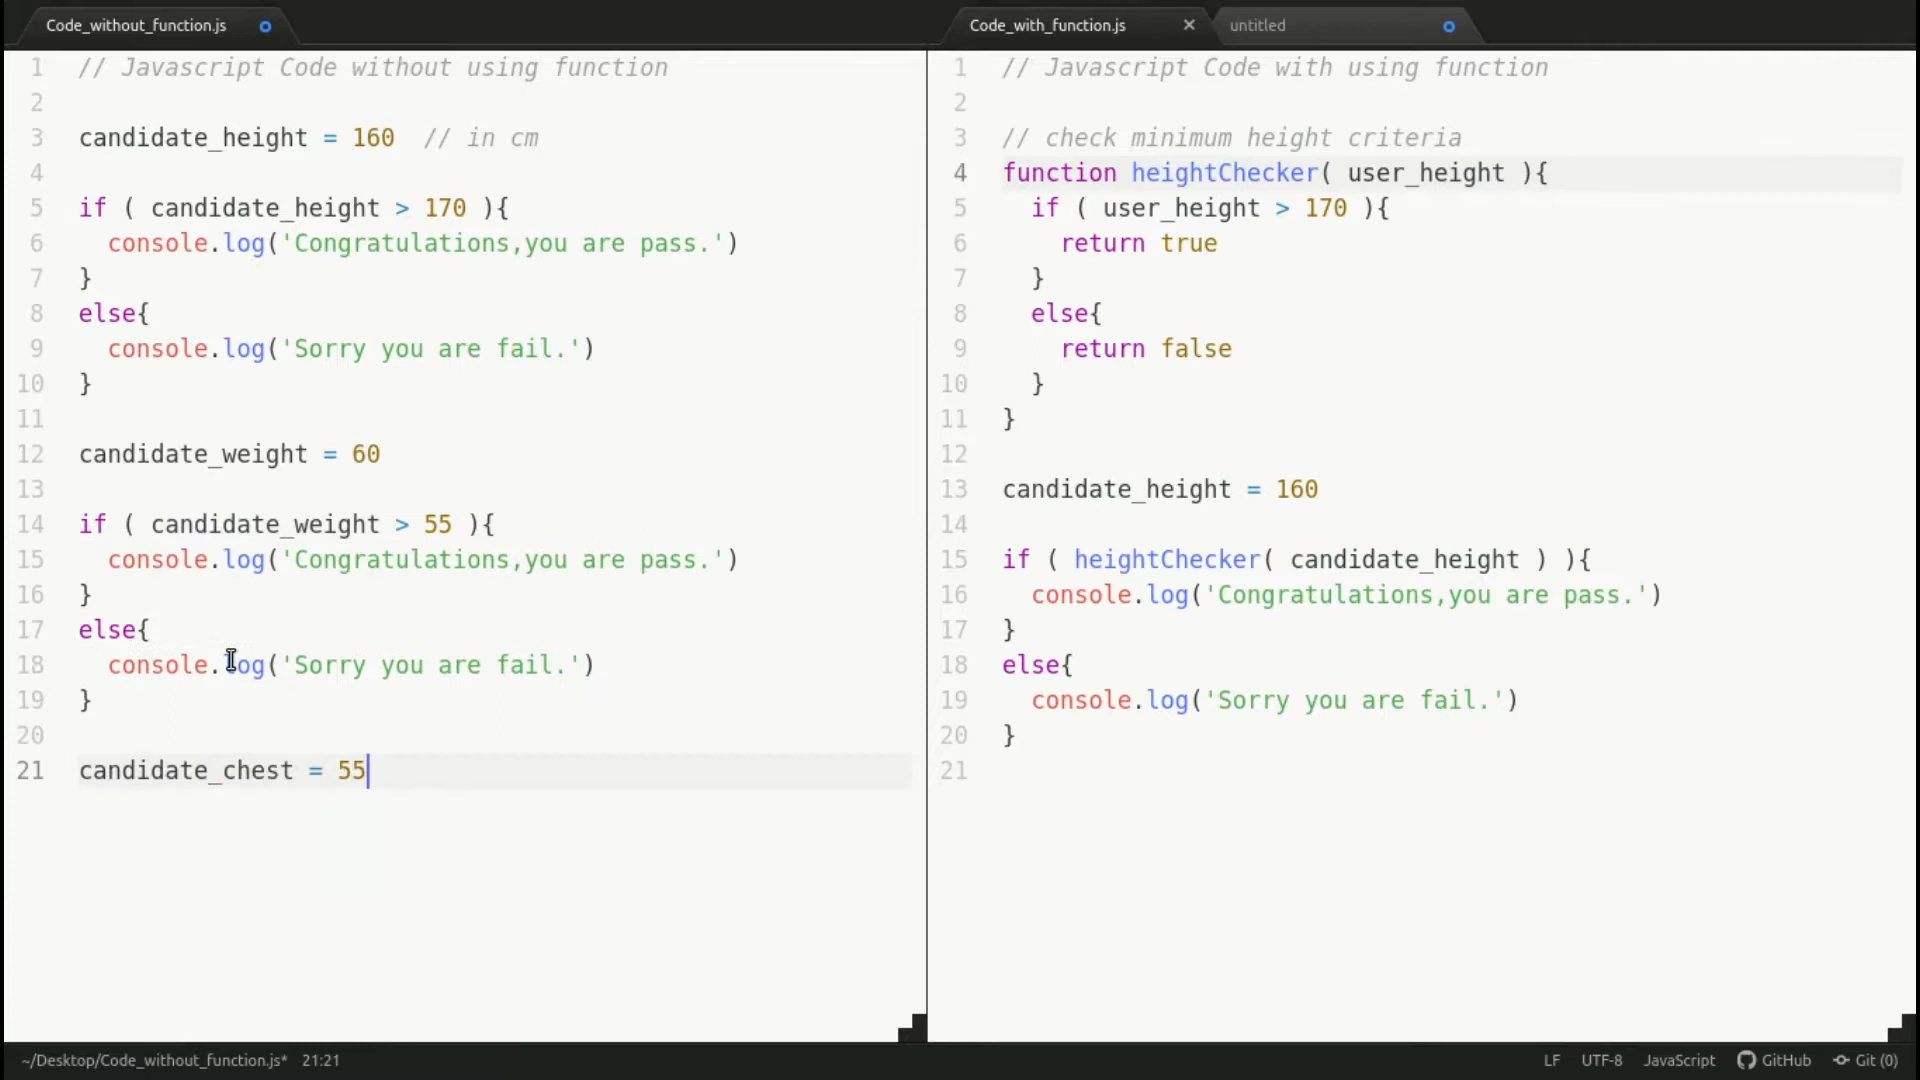 Code_without_function.js
1 // Javascript Code without using function
2
3 candidate_height = 160 // in cm
4
5 if ( candidate_height > 170 ){
6 console.log('Congratulations,you are pass.')
7 }
8 else{
9 console.log('Sorry you are fail.')
10 }
11
12 candidate_weight = 60
13
14 if ( candidate_weight > 55 ){
15 console.log('Congratulations,you are pass.')
16 }
17 else{
18 console.log('Sorry you are fail.')
19 }
20
21 candidate_chest = 55
Code_with_function.js × untitled
1 // Javascript Code with using function
2
3 // check minimum height criteria
4 function heightChecker( user_height ){
5 if ( user_height > 170 ){
6 return true
7 }
8 else{
9 return false
10 }
11 }
12
13 candidate_height = 160
14
15 if ( heightChecker( candidate_height ) ){
16 console.log('Congratulations,you are pass.')
17 }
18 else{
19 console.log('Sorry you are fail.')
20 }
21
~/Desktop/Code_without_function.js* 21:21 LF UTF-8 JavaScript GitHub Git (0)